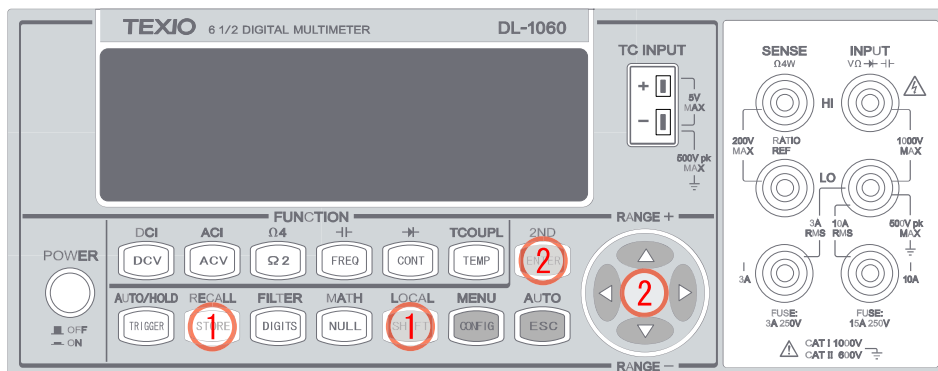 TEXIO 6 1/2 DIGITAL MULTIMETER DL-1060
TC INPUT
+
5V
MAX
−
500V pk
MAX
SENSE
Ω4W
INPUT
VΩ
HI
200V
MAX
RATIO
REF
1000V
MAX
LO
3A
RMS
10A
RMS
500V pk
MAX
3A
10A
FUSE:
3A 250V
FUSE:
15A 250V
CAT I 1000V
CAT II 600V
FUNCTION
DCI ACI Ω4 TCOUPL 2ND
POWER
DCV ACV Ω2 FREQ CONT TEMP ENTER 2
AUTO/HOLD RECALL FILTER MATH LOCAL MENU AUTO
TRIGGER STORE 1 DIGITS NULL SHIFT 1 CONFIG ESC
OFF
ON
RANGE +
2
RANGE −